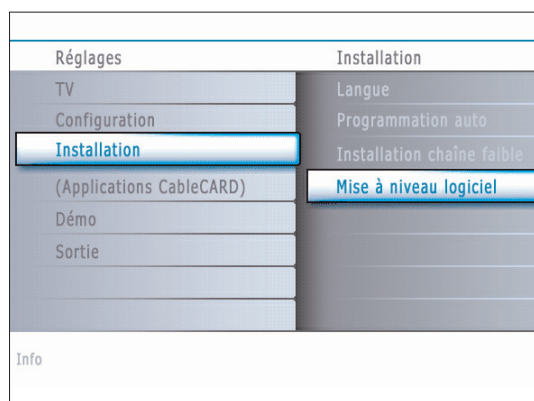 Réglages
TV
Configuration
Installation
(Applications CableCARD)
Démo
Sortie
Installation
Langue
Programmation auto
Installation chaîne faible
Mise à niveau logiciel
Info